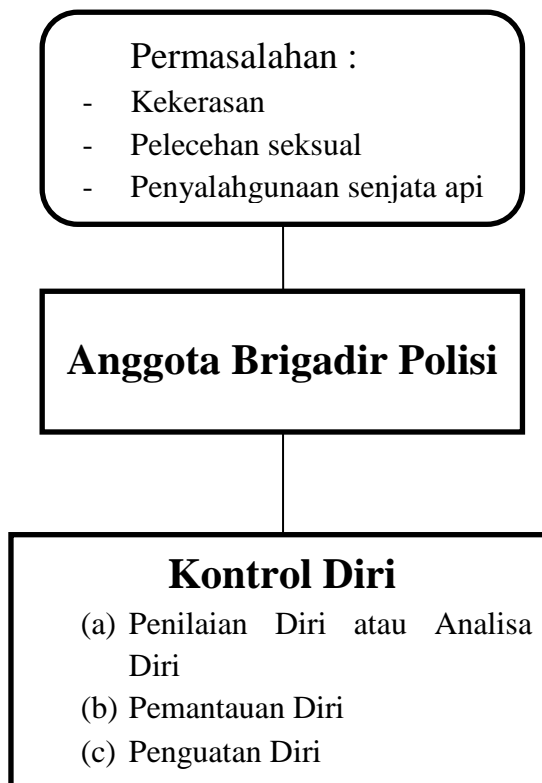 Permasalahan :
- Kekerasan
- Pelecehan seksual
- Penyalahgunaan senjata api
Anggota Brigadir Polisi
Kontrol Diri
(a) Penilaian Diri atau Analisa
Diri
(b) Pemantauan Diri
(c) Penguatan Diri